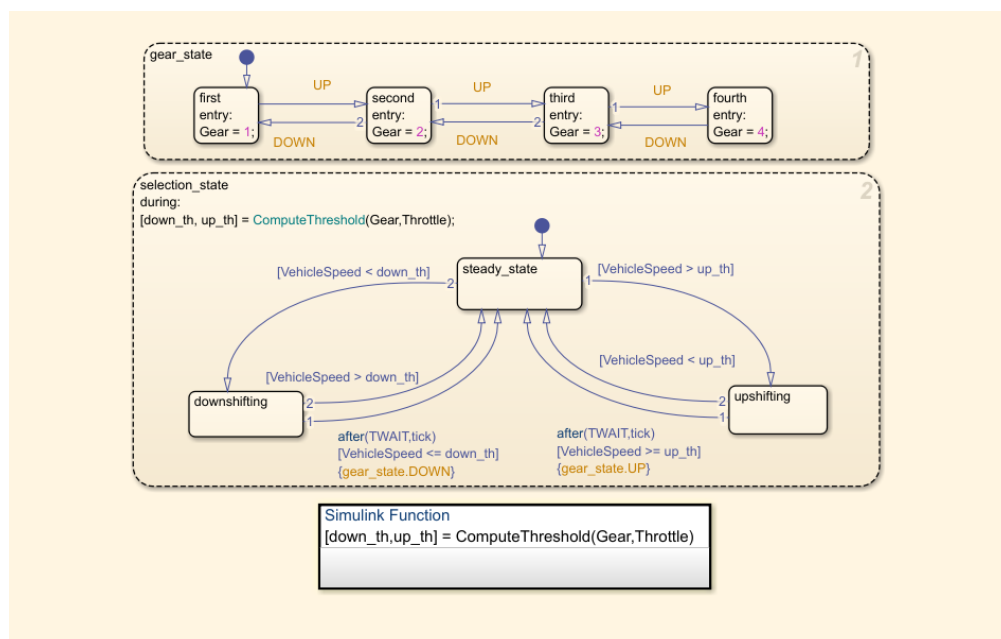 gear_state
1
first
entry:
Gear = 1;
UP
2
DOWN
second
entry:
Gear = 2;
1
UP
2
DOWN
third
entry:
Gear = 3;
1
UP
DOWN
fourth
entry:
Gear = 4;
selection_state
2
during:
[down_th, up_th] = ComputeThreshold(Gear,Throttle);
[VehicleSpeed < down_th]
2
steady_state
1
[VehicleSpeed > up_th]
[VehicleSpeed > down_th]
[VehicleSpeed < up_th]
downshifting
2
1
2
1
upshifting
after(TWAIT,tick)
[VehicleSpeed <= down_th]
{gear_state.DOWN}
after(TWAIT,tick)
[VehicleSpeed >= up_th]
{gear_state.UP}
Simulink Function
[down_th,up_th] = ComputeThreshold(Gear,Throttle)